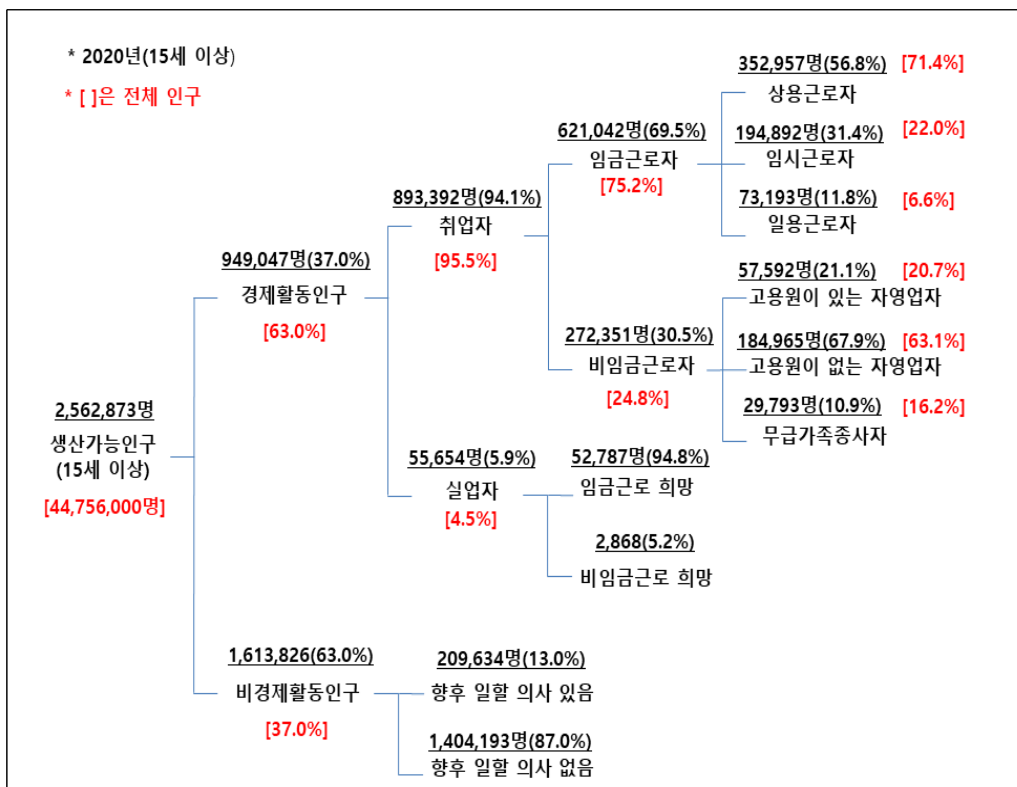 * 2020년(15세 이상)
* [ ]은 전체 인구
2,562,873명
생산가능인구
(15세 이상)
[44,756,000명]
949,047명(37.0%)
경제활동인구
[63.0%]
893,392명(94.1%)
취업자
[95.5%]
621,042명(69.5%)
임금근로자
[75.2%]
352,957명(56.8%) [71.4%]
상용근로자
194,892명(31.4%) [22.0%]
임시근로자
73,193명(11.8%) [6.6%]
일용근로자
272,351명(30.5%)
비임금근로자
[24.8%]
57,592명(21.1%) [20.7%]
고용원이 있는 자영업자
184,965명(67.9%) [63.1%]
고용원이 없는 자영업자
29,793명(10.9%) [16.2%]
무급가족종사자
55,654명(5.9%)
실업자
[4.5%]
52,787명(94.8%)
임금근로 희망
2,868(5.2%)
비임금근로 희망
1,613,826(63.0%)
비경제활동인구
[37.0%]
209,634명(13.0%)
향후 일할 의사 있음
1,404,193명(87.0%)
향후 일할 의사 없음